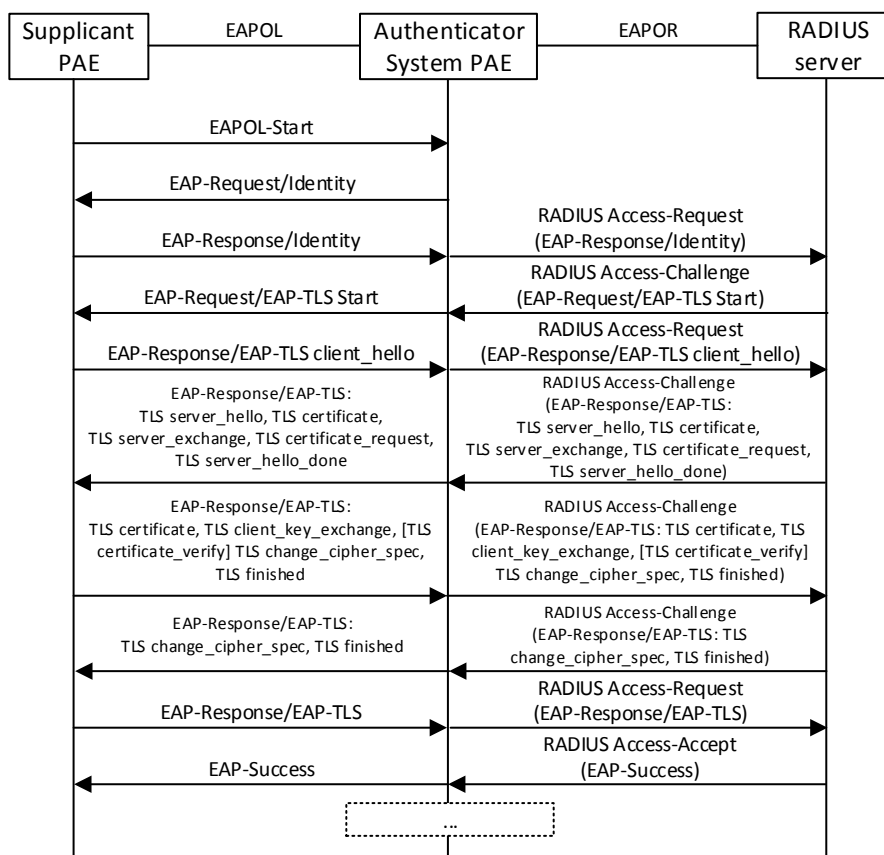 Supplicant
PAE
EAPOL
Authenticator
System PAE
EAPOR
RADIUS
server
EAPOL-Start
EAP-Request/Identity
EAP-Response/Identity
RADIUS Access-Request
(EAP-Response/Identity)
EAP-Request/EAP-TLS Start
RADIUS Access-Challenge
(EAP-Request/EAP-TLS Start)
EAP-Response/EAP-TLS client_hello
RADIUS Access-Request
(EAP-Response/EAP-TLS client_hello)
EAP-Response/EAP-TLS:
TLS server_hello, TLS certificate,
TLS server_exchange, TLS certificate_request,
TLS server_hello_done
RADIUS Access-Challenge
(EAP-Response/EAP-TLS:
TLS server_hello, TLS certificate,
TLS server_exchange, TLS certificate_request,
TLS server_hello_done)
EAP-Response/EAP-TLS:
TLS certificate, TLS client_key_exchange, [TLS
certificate_verify] TLS change_cipher_spec,
TLS finished
RADIUS Access-Challenge
(EAP-Response/EAP-TLS: TLS certificate, TLS
client_key_exchange, [TLS certificate_verify]
TLS change_cipher_spec, TLS finished)
EAP-Response/EAP-TLS:
TLS change_cipher_spec, TLS finished
RADIUS Access-Challenge
(EAP-Response/EAP-TLS: TLS
change_cipher_spec, TLS finished)
EAP-Response/EAP-TLS
RADIUS Access-Request
(EAP-Response/EAP-TLS)
EAP-Success
RADIUS Access-Accept
(EAP-Success)
...